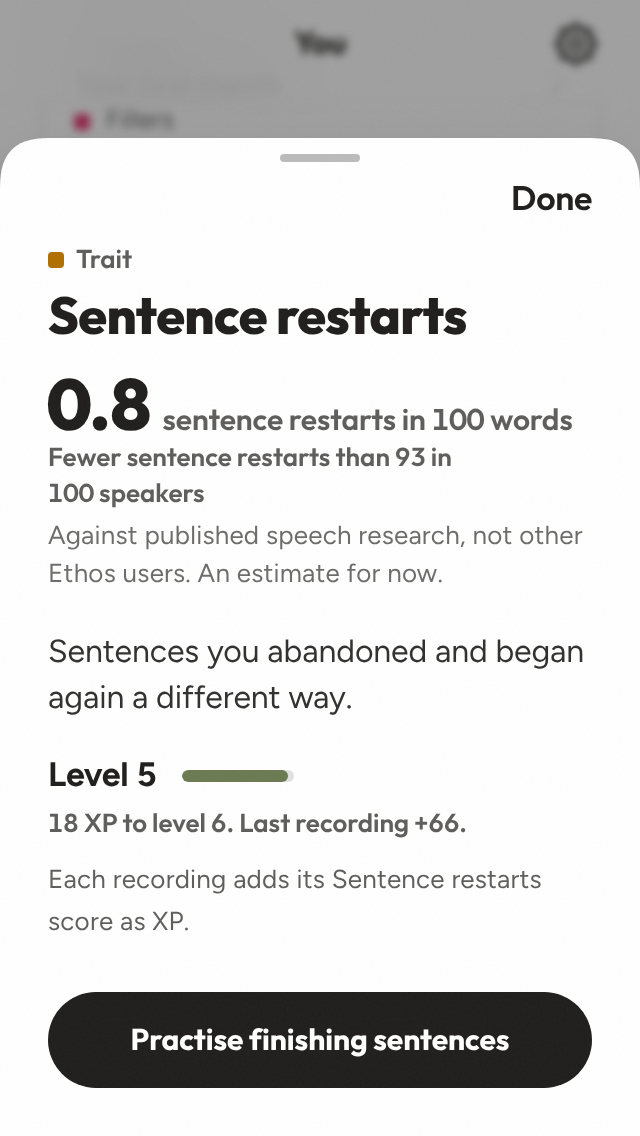 You
Fillers
Done
Trait
Sentence restarts
0.8 sentence restarts in 100 words
Fewer sentence restarts than 93 in
100 speakers
Against published speech research, not other
Ethos users. An estimate for now.
Sentences you abandoned and began
again a different way.
Level 5
18 XP to level 6. Last recording +66.
Each recording adds its Sentence restarts
score as XP.
Practise finishing sentences